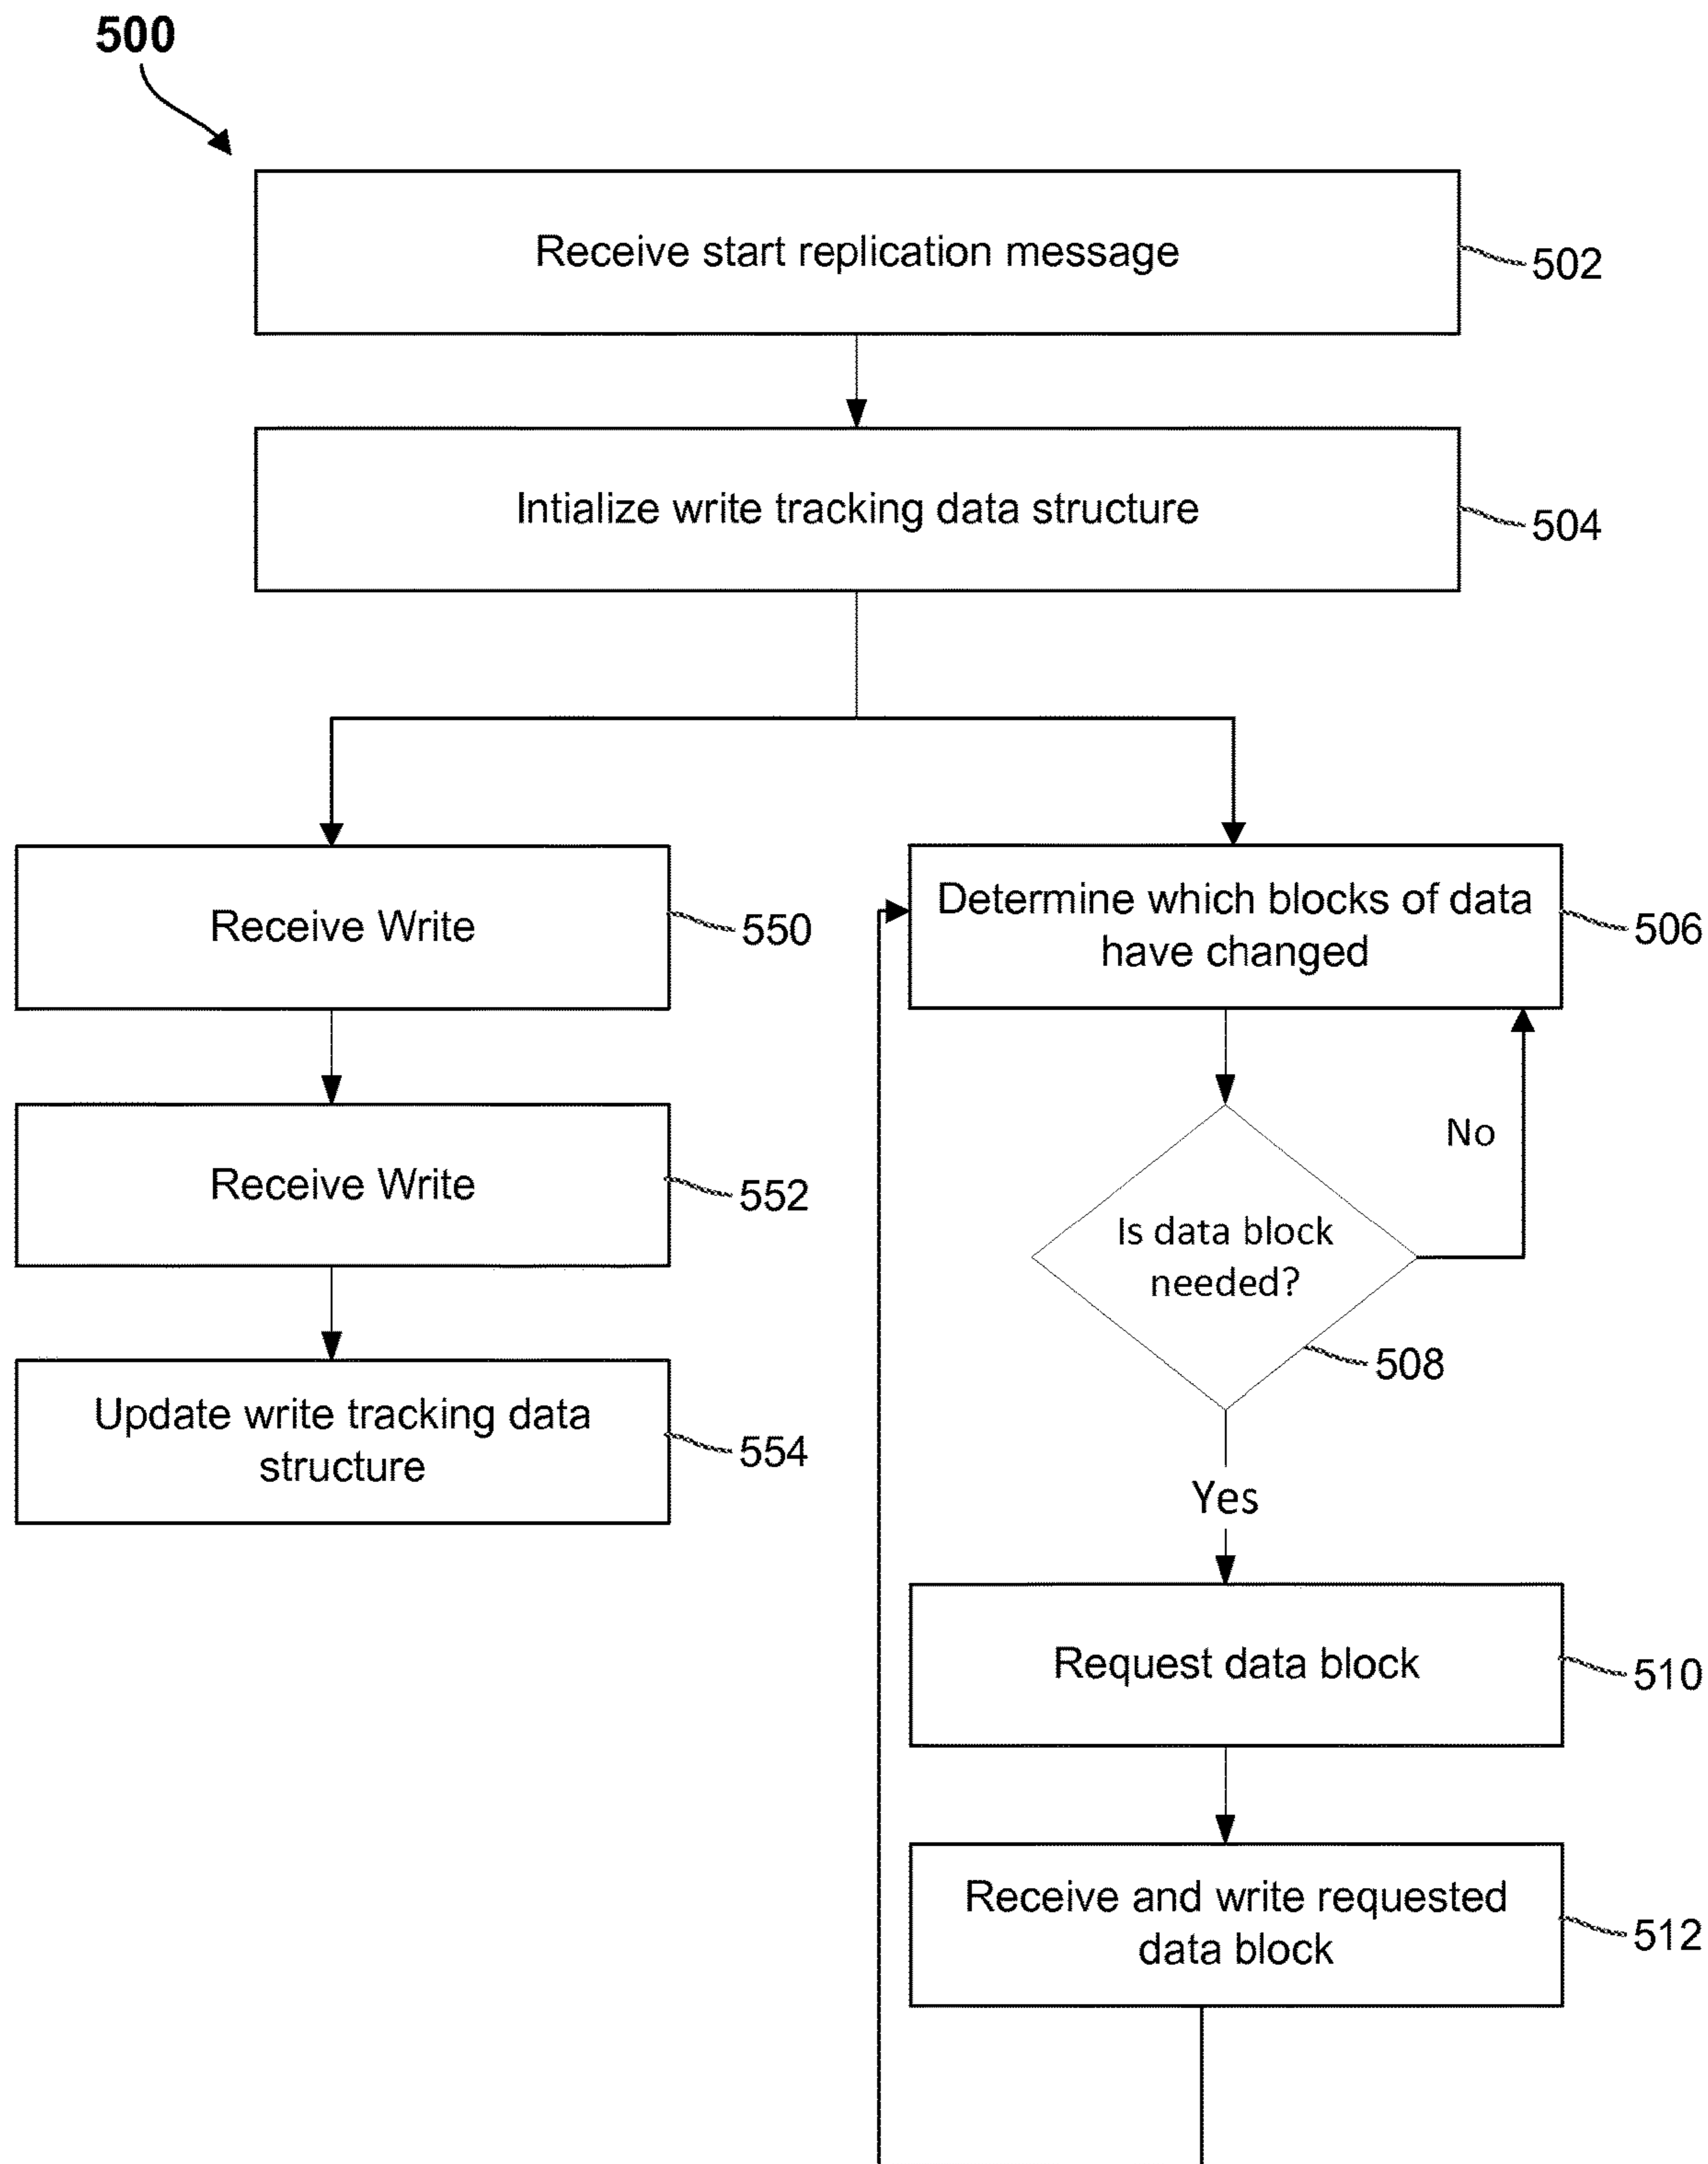 500
Receive start replication message
502
Intialize write tracking data structure
504
Receive Write
550
Determine which blocks of data
have changed
506
Receive Write
552
No
Is data block
needed?
508
Update write tracking data
structure
554
Yes
Request data block
510
Receive and write requested
data block
512